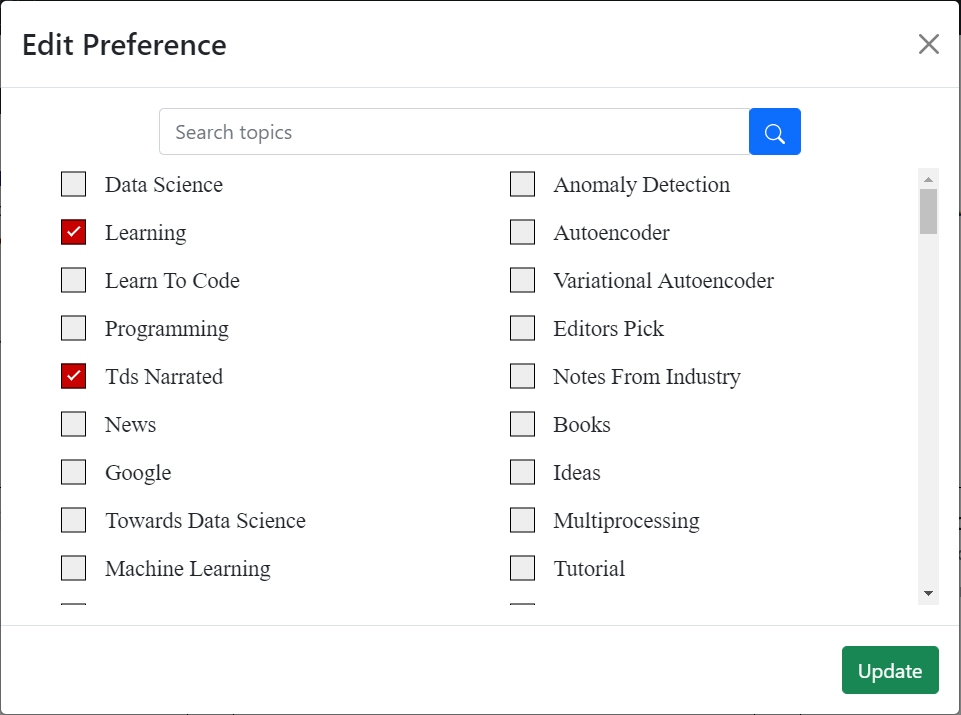 Edit Preference
Search topics
Data Science
Anomaly Detection
Learning
Autoencoder
Learn To Code
Variational Autoencoder
Programming
Editors Pick
Tds Narrated
Notes From Industry
News
Books
Google
Ideas
Towards Data Science
Multiprocessing
Machine Learning
Tutorial
Update